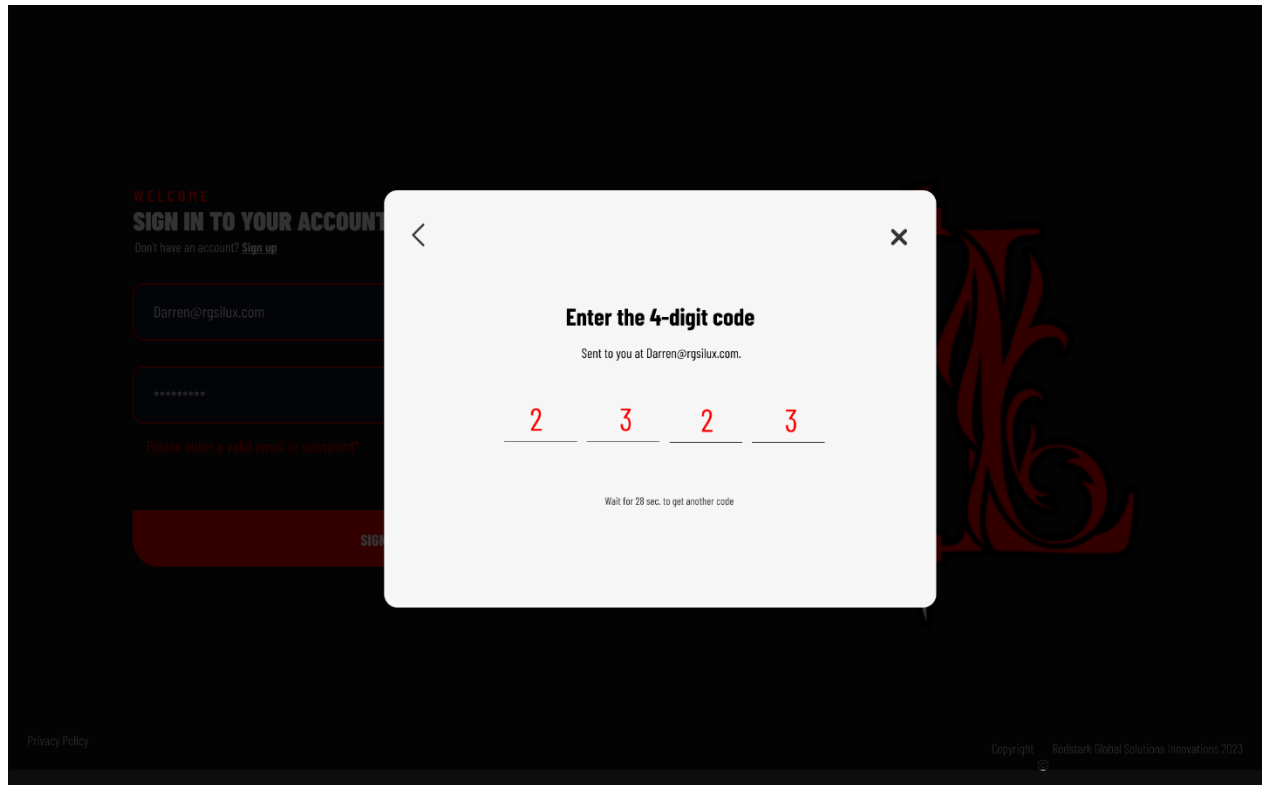 WELCOME
SIGN IN TO YOUR ACCOUNT
Don't have an account? Sign up
Darren@rgsilux.com
*********
Please enter a valid email or password*
SIGN
Enter the 4-digit code
Sent to you at Darren@rgsilux.com.
2 3 2 3
Wait for 28 sec. to get another code
Privacy Policy
Copyright © Rodstark Global Solutions Innovations 2023